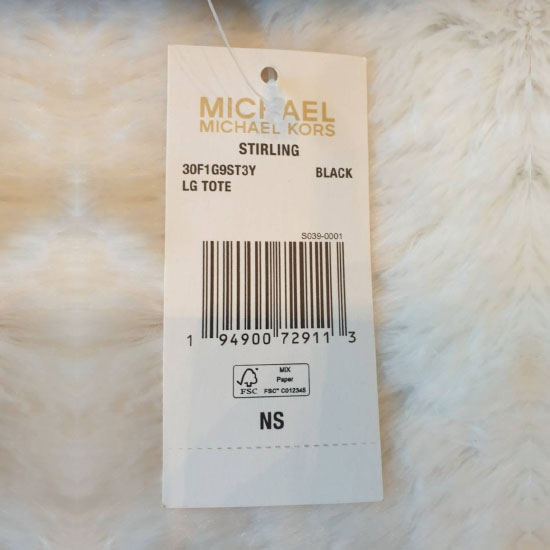 MICHAEL
MICHAEL KORS
STIRLING
30F1G9ST3Y BLACK
LG TOTE
S039-0001
1 94900 72911 3
MIX
Paper
FSC FSC™ C012345
NS